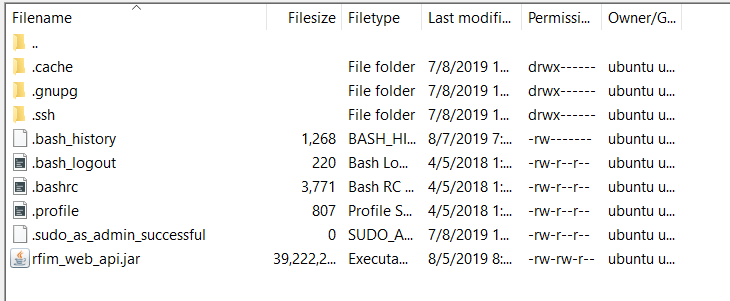 Filename Filesize Filetype Last modifi... Permissi... Owner/G...
..
.cache File folder 7/8/2019 1... drwx------ ubuntu u...
.gnupg File folder 7/8/2019 1... drwx------ ubuntu u...
.ssh File folder 7/8/2019 1... drwx------ ubuntu u...
.bash_history 1,268 BASH_HI... 8/7/2019 7:... -rw------- ubuntu u...
.bash_logout 220 Bash Lo... 4/5/2018 1... -rw-r--r-- ubuntu u...
.bashrc 3,771 Bash RC ... 4/5/2018 1... -rw-r--r-- ubuntu u...
.profile 807 Profile S... 4/5/2018 1... -rw-r--r-- ubuntu u...
.sudo_as_admin_successful 0 SUDO_A... 7/8/2019 1... -rw-r--r-- ubuntu u...
rfim_web_api.jar 39,222,2... Executa... 8/5/2019 8:... -rw-rw-r-- ubuntu u...